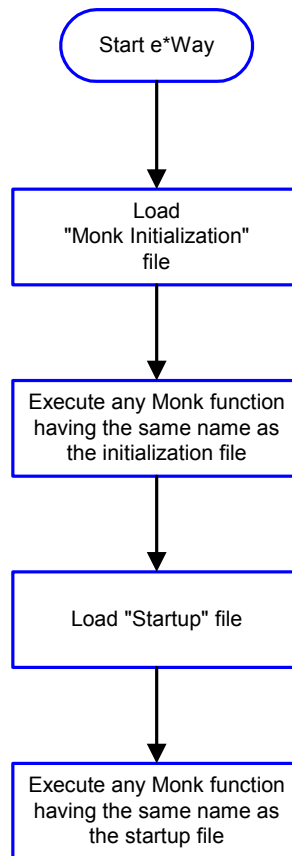 Start e*Way
Load
"Monk Initialization"
file
Execute any Monk function
having the same name as
the initialization file
Load "Startup" file
Execute any Monk function
having the same name as
the startup file